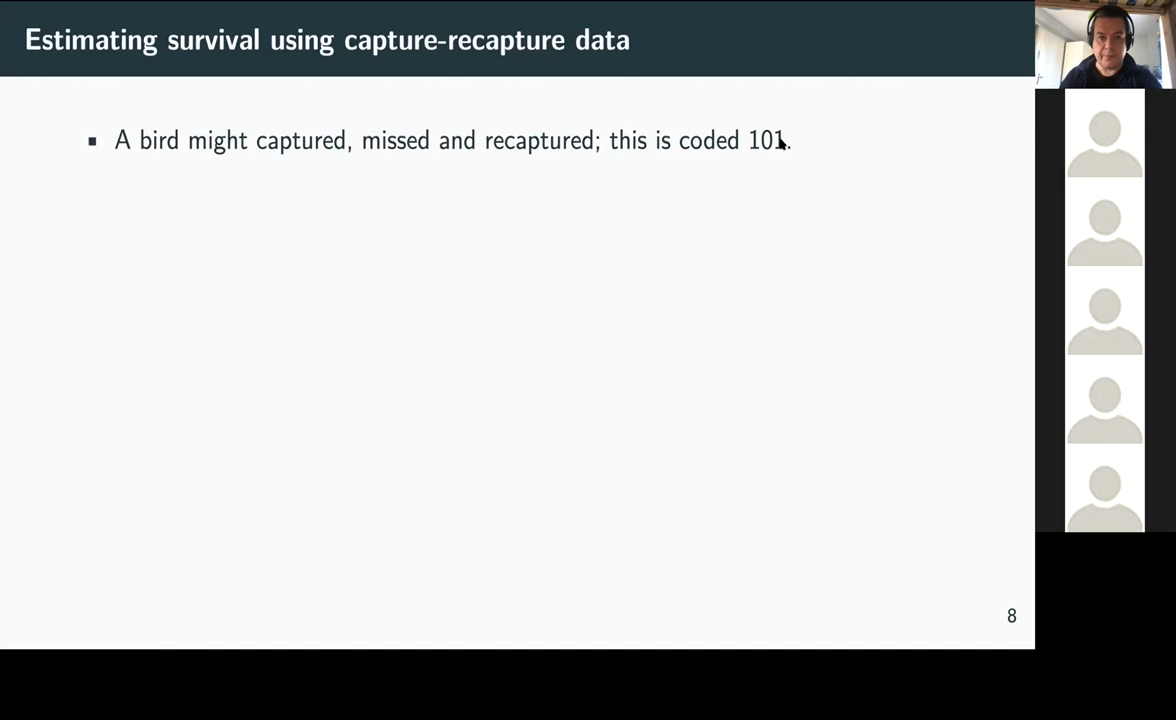 Estimating survival using capture-recapture data
▪ A bird might captured, missed and recaptured; this is coded 101.
8